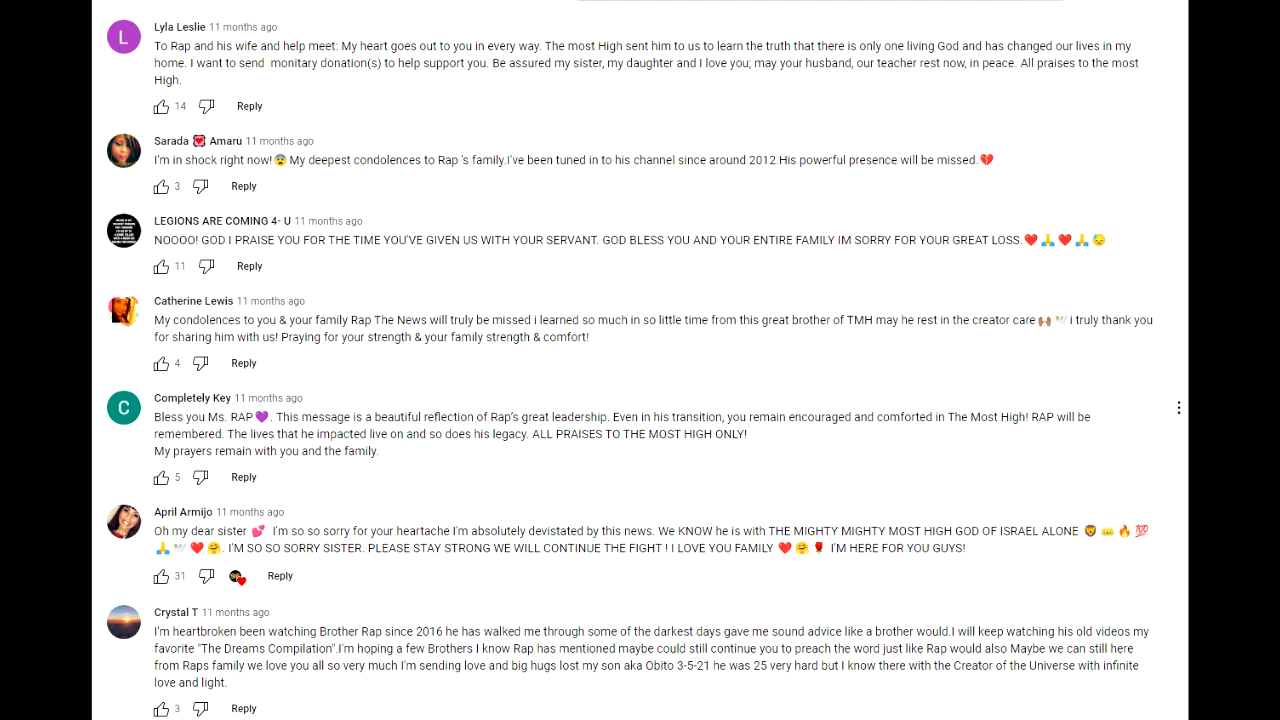 L
Lyla Leslie 11 months ago
To Rap and his wife and help meet: My heart goes out to you in every way. The most High sent him to us to learn the truth that there is only one living God and has changed our lives in my
home. I want to send monitary donation(s) to help support you. Be assured my sister, my daughter and I love you; may your husband, our teacher rest now, in peace. All praises to the most
High.
14 Reply
Sarada 💓 Amaru 11 months ago
I'm in shock right now!😨 My deepest condolences to Rap 's family.I've been tuned in to his channel since around 2012.His powerful presence will be missed.💔
3 Reply
LEGIONS ARE COMING 4- U 11 months ago
NOOOO! GOD I PRAISE YOU FOR THE TIME YOU'VE GIVEN US WITH YOUR SERVANT. GOD BLESS YOU AND YOUR ENTIRE FAMILY IM SORRY FOR YOUR GREAT LOSS.❤️🙏❤️🙏😓
11 Reply
Catherine Lewis 11 months ago
My condolences to you & your family Rap The News will truly be missed i learned so much in so little time from this great brother of TMH may he rest in the creator care🙌🏽🕊️i truly thank you
for sharing him with us! Praying for your strength & your family strength & comfort!
4 Reply
C
Completely Key 11 months ago
Bless you Ms. RAP💜. This message is a beautiful reflection of Rap's great leadership. Even in his transition, you remain encouraged and comforted in The Most High! RAP will be
remembered. The lives that he impacted live on and so does his legacy. ALL PRAISES TO THE MOST HIGH ONLY!
My prayers remain with you and the family.
5 Reply
April Armijo 11 months ago
Oh my dear sister 💕 I'm so so sorry for your heartache I'm absolutely devistated by this news. We KNOW he is with THE MIGHTY MIGHTY MOST HIGH GOD OF ISRAEL ALONE 🦁👑🔥💯
🙏🕊️❤️🤗. I'M SO SO SORRY SISTER. PLEASE STAY STRONG WE WILL CONTINUE THE FIGHT ! I LOVE YOU FAMILY ❤️🤗🌹 I'M HERE FOR YOU GUYS!
31 Reply
Crystal T 11 months ago
I'm heartbroken been watching Brother Rap since 2016 he has walked me through some of the darkest days gave me sound advice like a brother would.I will keep watching his old videos my
favorite "The Dreams Compilation".I'm hoping a few Brothers I know Rap has mentioned maybe could still continue you to preach the word just like Rap would also Maybe we can still here
from Raps family we love you all so very much I'm sending love and big hugs lost my son aka Obito 3-5-21 he was 25 very hard but I know there with the Creator of the Universe with infinite
love and light.
3 Reply